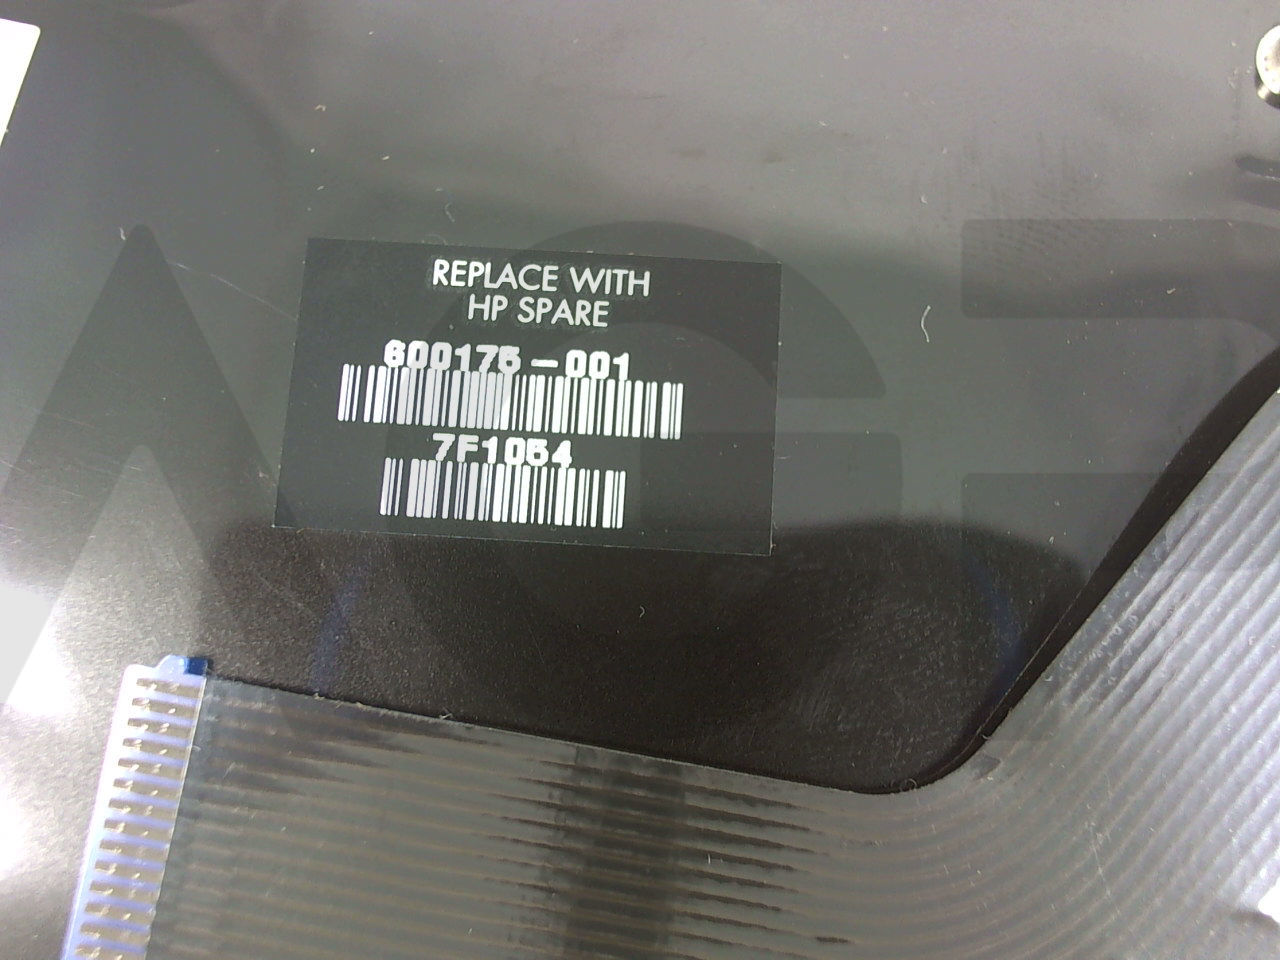 REPLACE WITH
HP SPARE
600175-001
7F1054